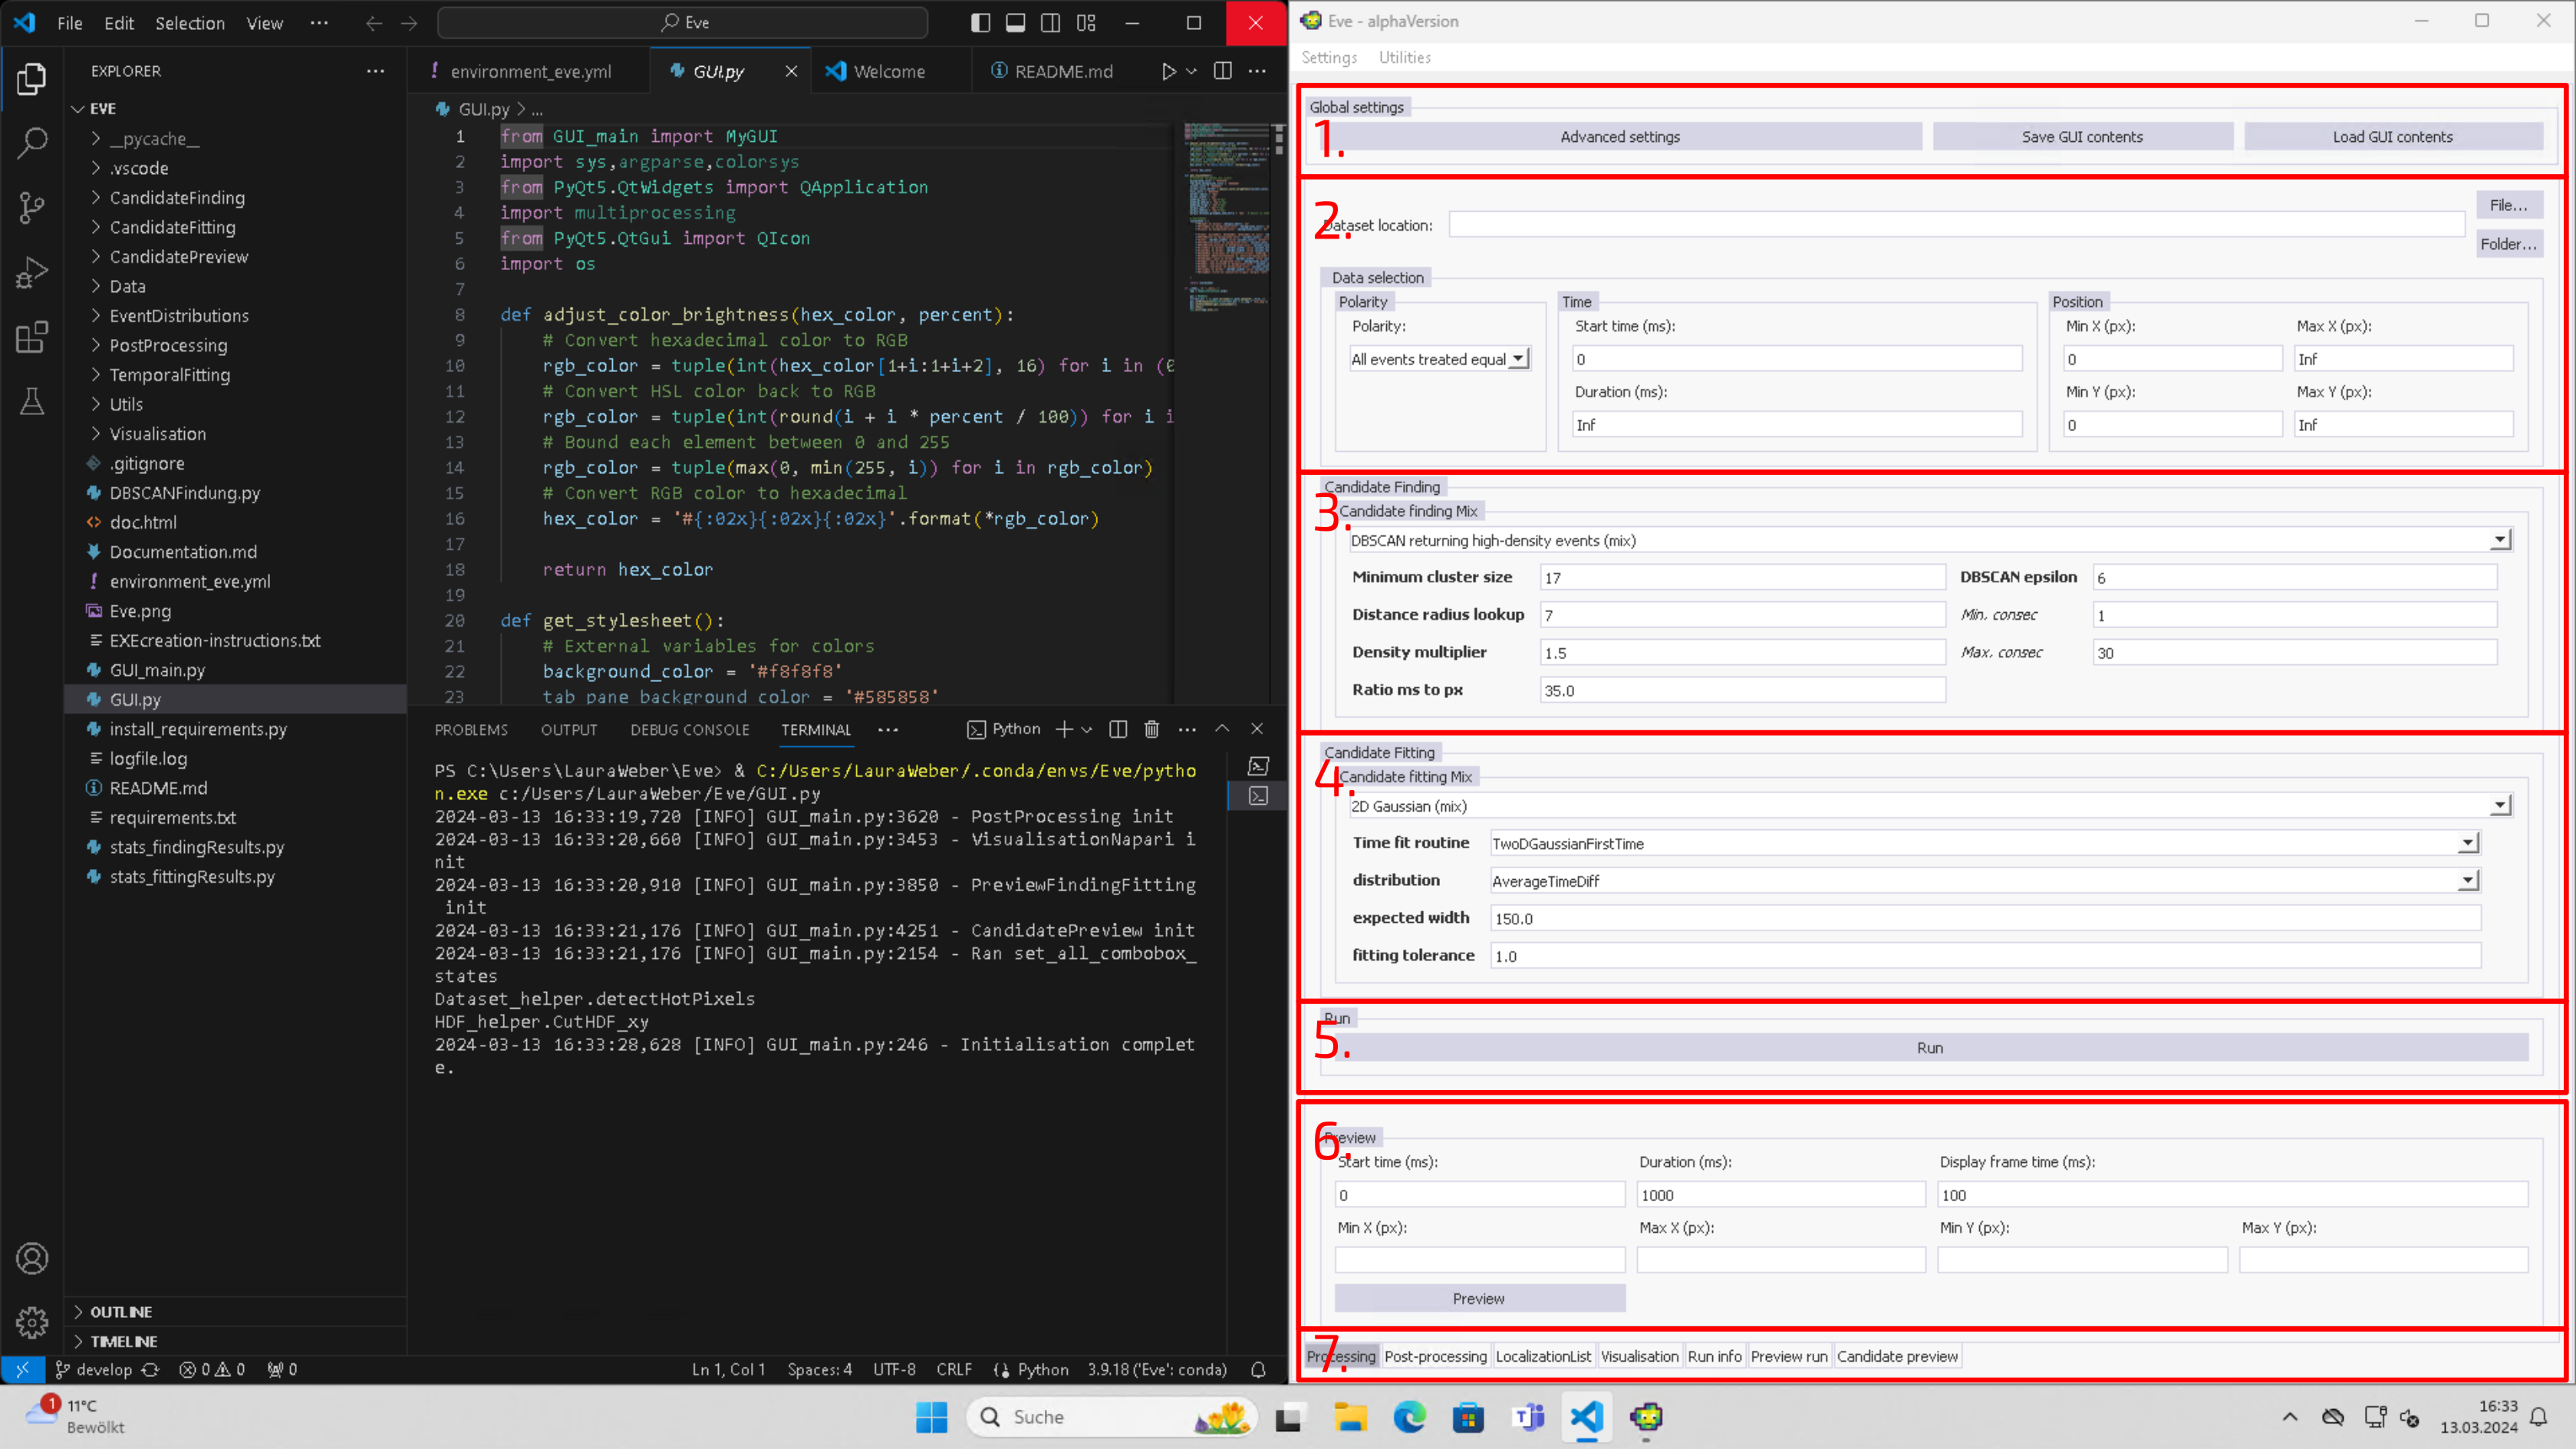 File Edit Selection View ... Eve
EXPLORER ...
EVE
__pycache__
.vscode
CandidateFinding
CandidateFitting
CandidatePreview
Data
EventDistributions
PostProcessing
TemporalFitting
Utils
Visualisation
.gitignore
DBSCANFindung.py
doc.html
Documentation.md
environment_eve.yml
Eve.png
EXEcreation-instructions.txt
GUI_main.py
GUI.py
install_requirements.py
logfile.log
README.md
requirements.txt
stats_findingResults.py
stats_fittingResults.py
OUTLINE
TIMELINE
! environment_eve.yml GUI.py Welcome README.md
GUI.py > ...
1 from GUI_main import MyGUI
2 import sys,argparse,colorsys
3 from PyQt5.QtWidgets import QApplication
4 import multiprocessing
5 from PyQt5.QtGui import QIcon
6 import os
7
8 def adjust_color_brightness(hex_color, percent):
9 # Convert hexadecimal color to RGB
10 rgb_color = tuple(int(hex_color[1+i:1+i+2], 16) for i in (0
11 # Convert HSL color back to RGB
12 rgb_color = tuple(int(round(i + i * percent / 100)) for i i
13 # Bound each element between 0 and 255
14 rgb_color = tuple(max(0, min(255, i)) for i in rgb_color)
15 # Convert RGB color to hexadecimal
16 hex_color = '#{:02x}{:02x}{:02x}'.format(*rgb_color)
17
18 return hex_color
19
20 def get_stylesheet():
21 # External variables for colors
22 background_color = '#f8f8f8'
23 tab_pane_background_color = '#585858'
PROBLEMS OUTPUT DEBUG CONSOLE TERMINAL ... Python
PS C:\Users\LauraWeber\Eve> & C:/Users/LauraWeber/.conda/envs/Eve/pytho
n.exe c:/Users/LauraWeber/Eve/GUI.py
2024-03-13 16:33:19,720 [INFO] GUI_main.py:3620 - PostProcessing init
2024-03-13 16:33:20,660 [INFO] GUI_main.py:3453 - VisualisationNapari i
nit
2024-03-13 16:33:20,910 [INFO] GUI_main.py:3850 - PreviewFindingFitting
init
2024-03-13 16:33:21,176 [INFO] GUI_main.py:4251 - CandidatePreview init
2024-03-13 16:33:21,176 [INFO] GUI_main.py:2154 - Ran set_all_combobox_
states
Dataset_helper.detectHotPixels
HDF_helper.CutHDF_xy
2024-03-13 16:33:28,628 [INFO] GUI_main.py:246 - Initialisation complet
e.
develop 0 0 0 Ln 1, Col 1 Spaces: 4 UTF-8 CRLF Python 3.9.18 ('Eve': conda)
Eve - alphaVersion
Settings Utilities
Global settings
1. Advanced settings Save GUI contents Load GUI contents
File...
2. Dataset location:
Folder...
Data selection
Polarity Time Position
Polarity: Start time (ms): Min X (px): Max X (px):
All events treated equal 0 0 Inf
Duration (ms): Min Y (px): Max Y (px):
Inf 0 Inf
Candidate Finding
3. Candidate finding Mix
DBSCAN returning high-density events (mix)
Minimum cluster size 17 DBSCAN epsilon 6
Distance radius lookup 7 Min. consec 1
Density multiplier 1.5 Max. consec 30
Ratio ms to px 35.0
Candidate Fitting
4. Candidate fitting Mix
2D Gaussian (mix)
Time fit routine TwoDGaussianFirstTime
distribution AverageTimeDiff
expected width 150.0
fitting tolerance 1.0
Run
5. Run
6. Preview
Start time (ms): Duration (ms): Display frame time (ms):
0 1000 100
Min X (px): Max X (px): Min Y (px): Max Y (px):
Preview
7. Processing Post-processing LocalizationList Visualisation Run info Preview run Candidate preview
1 11°C
Bewölkt
Suche
16:33
13.03.2024